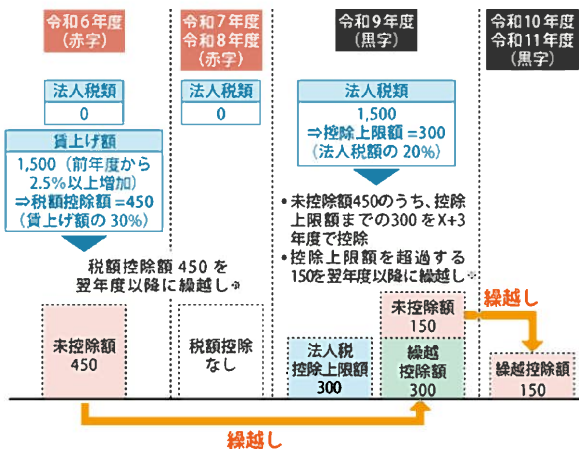 令和6年度
(赤字)
令和7年度
令和8年度
(赤字)
令和9年度
(黒字)
令和10年度
令和11年度
(黒字)
法人税類
0
法人税類
0
法人税類
1,500
⇒控除上限額=300
(法人税額の20%)
賃上げ額
1,500(前年度から
2.5%以上増加)
⇒税額控除額=450
(賃上げ額の30%)
税額控除額450を
翌年度以降に繰越し※
•未控除額450のうち、控除
上限額までの300をX+3
年度で控除
•控除上限額を超過する
150を翌年度以降に繰越し※
繰越し
未控除額
450
税額控除
なし
法人税
控除上限額
300
未控除額
150
繰越
控除額
300
繰越控除額
150
繰越し